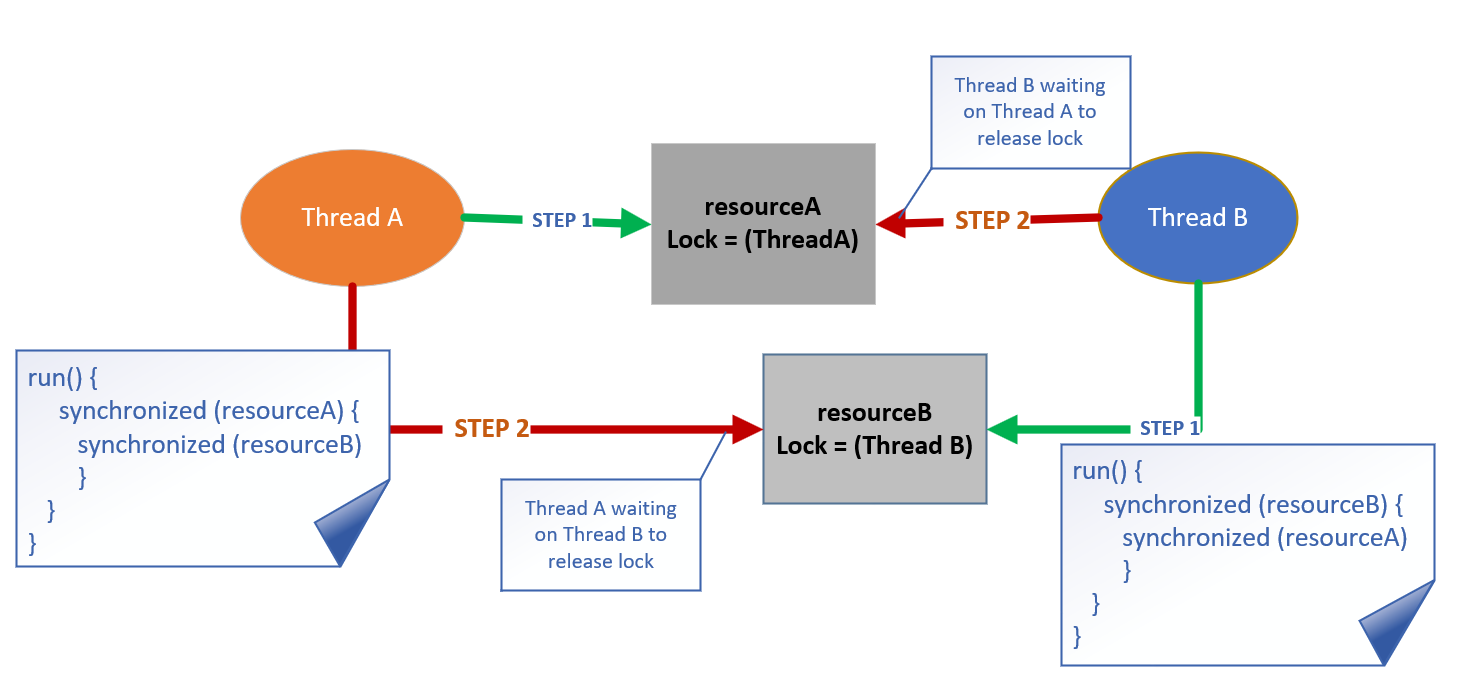 Thread B waiting
on Thread A to
release lock
Thread A
STEP 1
resourceA
Lock = (ThreadA)
STEP 2
Thread B
run() {
synchronized (resourceA) {
synchronized (resourceB)
}
}
}
STEP 2
resourceB
Lock = (Thread B)
STEP 1
Thread A waiting
on Thread B to
release lock
run() {
synchronized (resourceB) {
synchronized (resourceA)
}
}
}